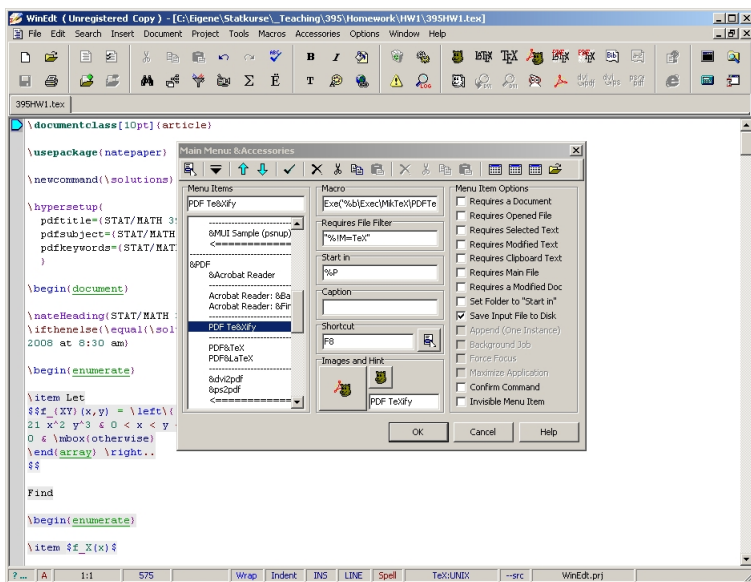 WinEdt ( Unregistered Copy ) - [C:\Eigene\Statkurse\_Teaching\395\Homework\HW1\395HW1.tex]
File Edit Search Insert Document Project Tools Macros Accessories Options Window Help
395HW1.tex
\documentclass[10pt]{article}
\usepackage{natepaper}
\newcommand{\solutions}
\hypersetup{
pdftitle={STAT/MATH 3
pdfsubject={STAT/MATH
pdfkeywords={STAT/MAT
}
\begin{document}
\nateHeading{STAT/MATH
\ifthenelse{\equal{\sol
2008 at 8:30 am}
\begin{enumerate}
\item Let
$$f_{XY}(x,y) = \left\{
21 x^2 y^3 & 0 < x < y
0 & \mbox{otherwise}
\end{array} \right..
$$
Find
\begin{enumerate}
\item $f_X(x)$
Main Menu: &Accessories
Menu Items
PDF Te&Xify
&MUI Sample (psnup)
<============
&PDF
&Acrobat Reader
Acrobat Reader: &Ba
Acrobat Reader: &Fir
PDF Te&Xify
PDF&TeX
PDF&LaTeX
&dvi2pdf
&ps2pdf
<============
Macro
Exe('%b\Exec\MikTeX\PDFTe
Requires File Filter
"%!M=TeX"
Start in
%P
Caption
Shortcut
F8
Images and Hint
PDF TeXify
Menu Item Options
Requires a Document
Requires Opened File
Requires Selected Text
Requires Modified Text
Requires Clipboard Text
Requires Main File
Requires a Modified Doc
Set Folder to "Start in"
Save Input File to Disk
Append (One Instance)
Background Job
Force Focus
Maximize Application
Confirm Command
Invisible Menu Item
OK Cancel Help
?... A 1:1 575 Wrap Indent INS LINE Spell TeX:UNIX --src WinEdt.prj